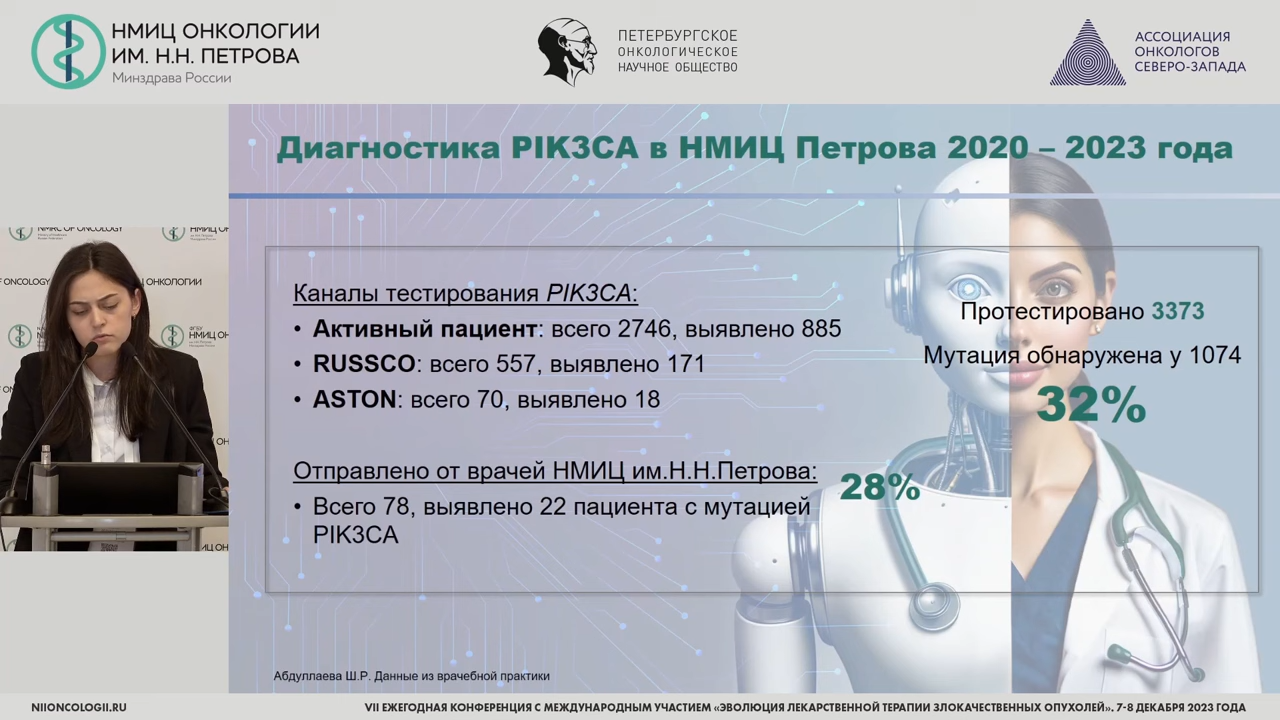 НМИЦ ОНКОЛОГИИ
ИМ. Н.Н. ПЕТРОВА
Минздрава России
ПЕТЕРБУРГСКОЕ
ОНКОЛОГИЧЕСКОЕ
НАУЧНОЕ ОБЩЕСТВО
АССОЦИАЦИЯ
ОНКОЛОГОВ
СЕВЕРО-ЗАПАДА
Диагностика PIK3CA в НМИЦ Петрова 2020 – 2023 года
Каналы тестирования PIK3CA:
• Активный пациент: всего 2746, выявлено 885
• RUSSCO: всего 557, выявлено 171
• ASTON: всего 70, выявлено 18
Протестировано 3373
Мутация обнаружена у 1074
32%
Отправлено от врачей НМИЦ им.Н.Н.Петрова:
28%
• Всего 78, выявлено 22 пациента с мутацией
PIK3CA
Абдуллаева Ш.Р. Данные из врачебной практики
OF ONCOLOGY
ОНКОЛОГИИ
NIIONCOLOGII.RU
VII ЕЖЕГОДНАЯ КОНФЕРЕНЦИЯ С МЕЖДУНАРОДНЫМ УЧАСТИЕМ «ЭВОЛЮЦИЯ ЛЕКАРСТВЕННОЙ ТЕРАПИИ ЗЛОКАЧЕСТВЕННЫХ ОПУХОЛЕЙ». 7-8 ДЕКАБРЯ 2023 ГОДА